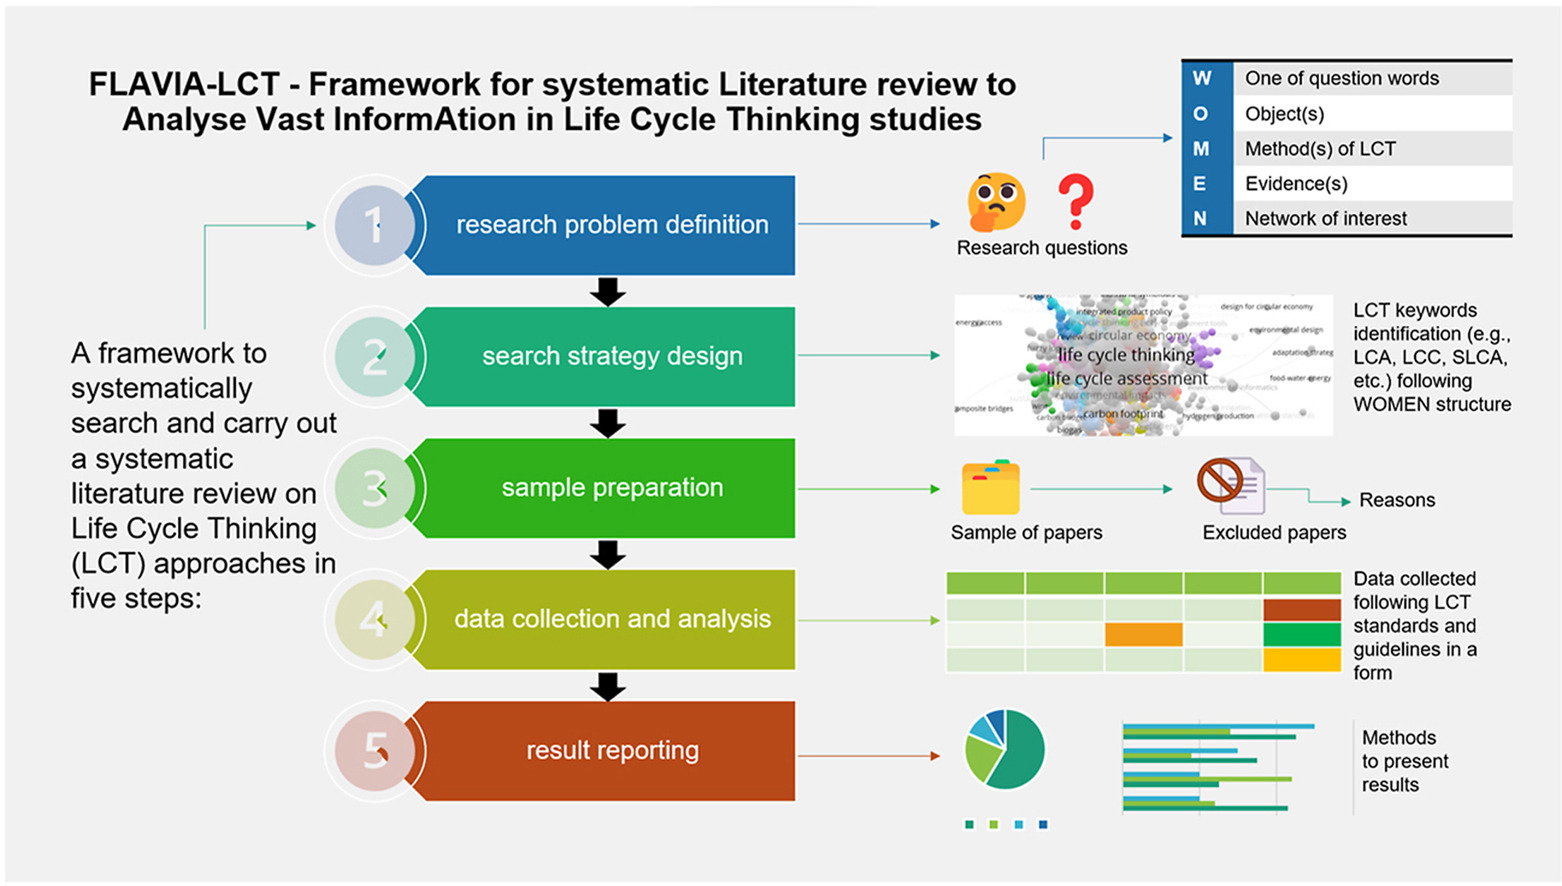 FLAVIA-LCT - Framework for systematic Literature review to
Analyse Vast InformAtion in Life Cycle Thinking studies
W One of question words
O Object(s)
M Method(s) of LCT
E Evidence(s)
N Network of interest
A framework to
systematically
search and carry out
a systematic
literature review on
Life Cycle Thinking
(LCT) approaches in
five steps:
1 research problem definition
Research questions
2 search strategy design
integrated product policy
design for circular economy
energy access
circular economy
environmental design
life cycle thinking
adaptation strateg
life cycle assessment
food-water-energy
environmental impacts
omposite bridges
carbon footprint
hydrogen production
biogas
LCT keywords
identification (e.g.,
LCA, LCC, SLCA,
etc.) following
WOMEN structure
3 sample preparation
Sample of papers
Excluded papers
Reasons
4 data collection and analysis
Data collected
following LCT
standards and
guidelines in a
form
5 result reporting
Methods
to present
results